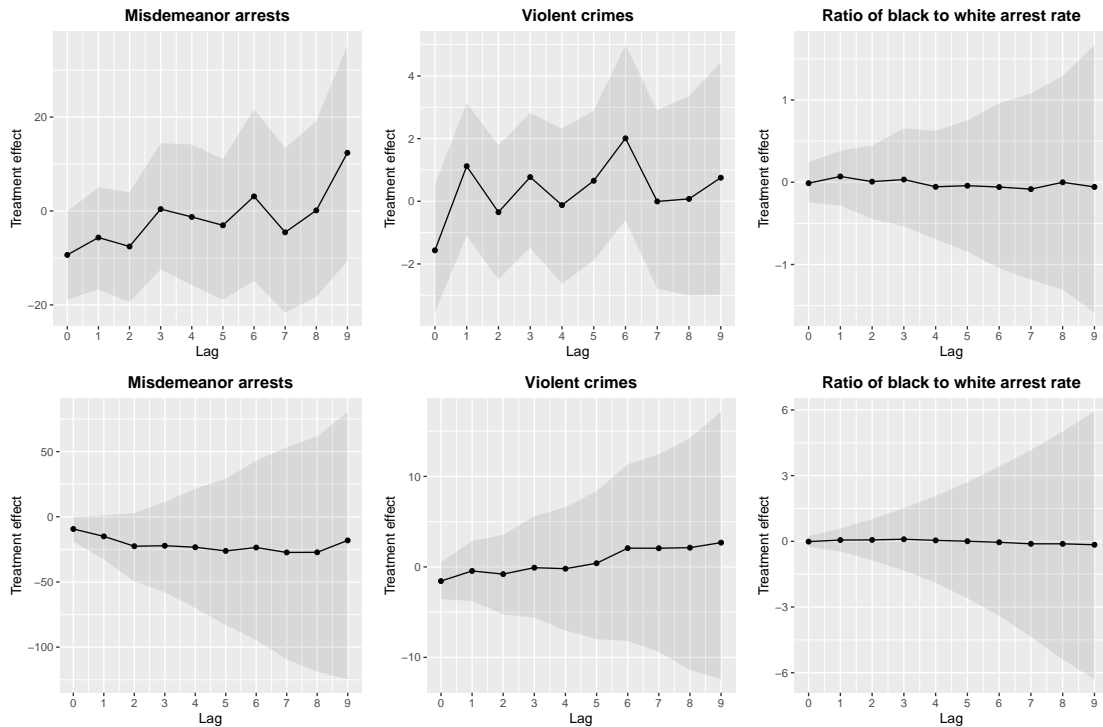 Misdemeanor arrests
Violent crimes
Ratio of black to white arrest rate
Treatment effect
20
0
−20
0 1 2 3 4 5 6 7 8 9
Lag
Treatment effect
4
2
0
−2
0 1 2 3 4 5 6 7 8 9
Lag
Treatment effect
1
0
−1
0 1 2 3 4 5 6 7 8 9
Lag
Misdemeanor arrests
Violent crimes
Ratio of black to white arrest rate
Treatment effect
50
0
−50
−100
0 1 2 3 4 5 6 7 8 9
Lag
Treatment effect
10
0
−10
0 1 2 3 4 5 6 7 8 9
Lag
Treatment effect
6
3
0
−3
−6
0 1 2 3 4 5 6 7 8 9
Lag